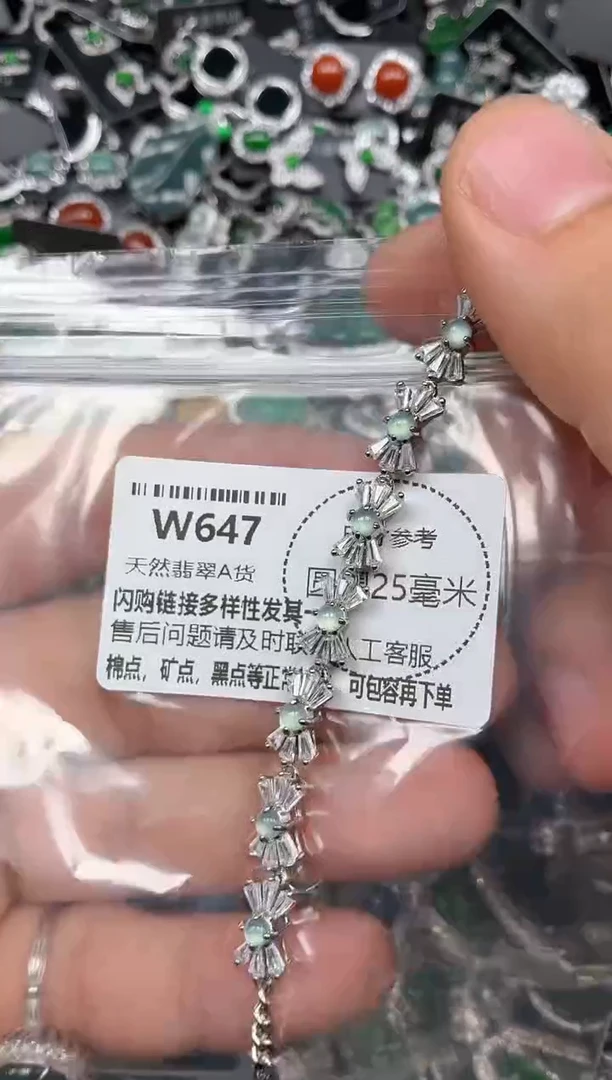 W647
参考
天然翡翠A货
25毫米
闪购链接多样性发其
售后问题请及时联 人工客服
棉点，矿点，黑点等正常 可包容再下单